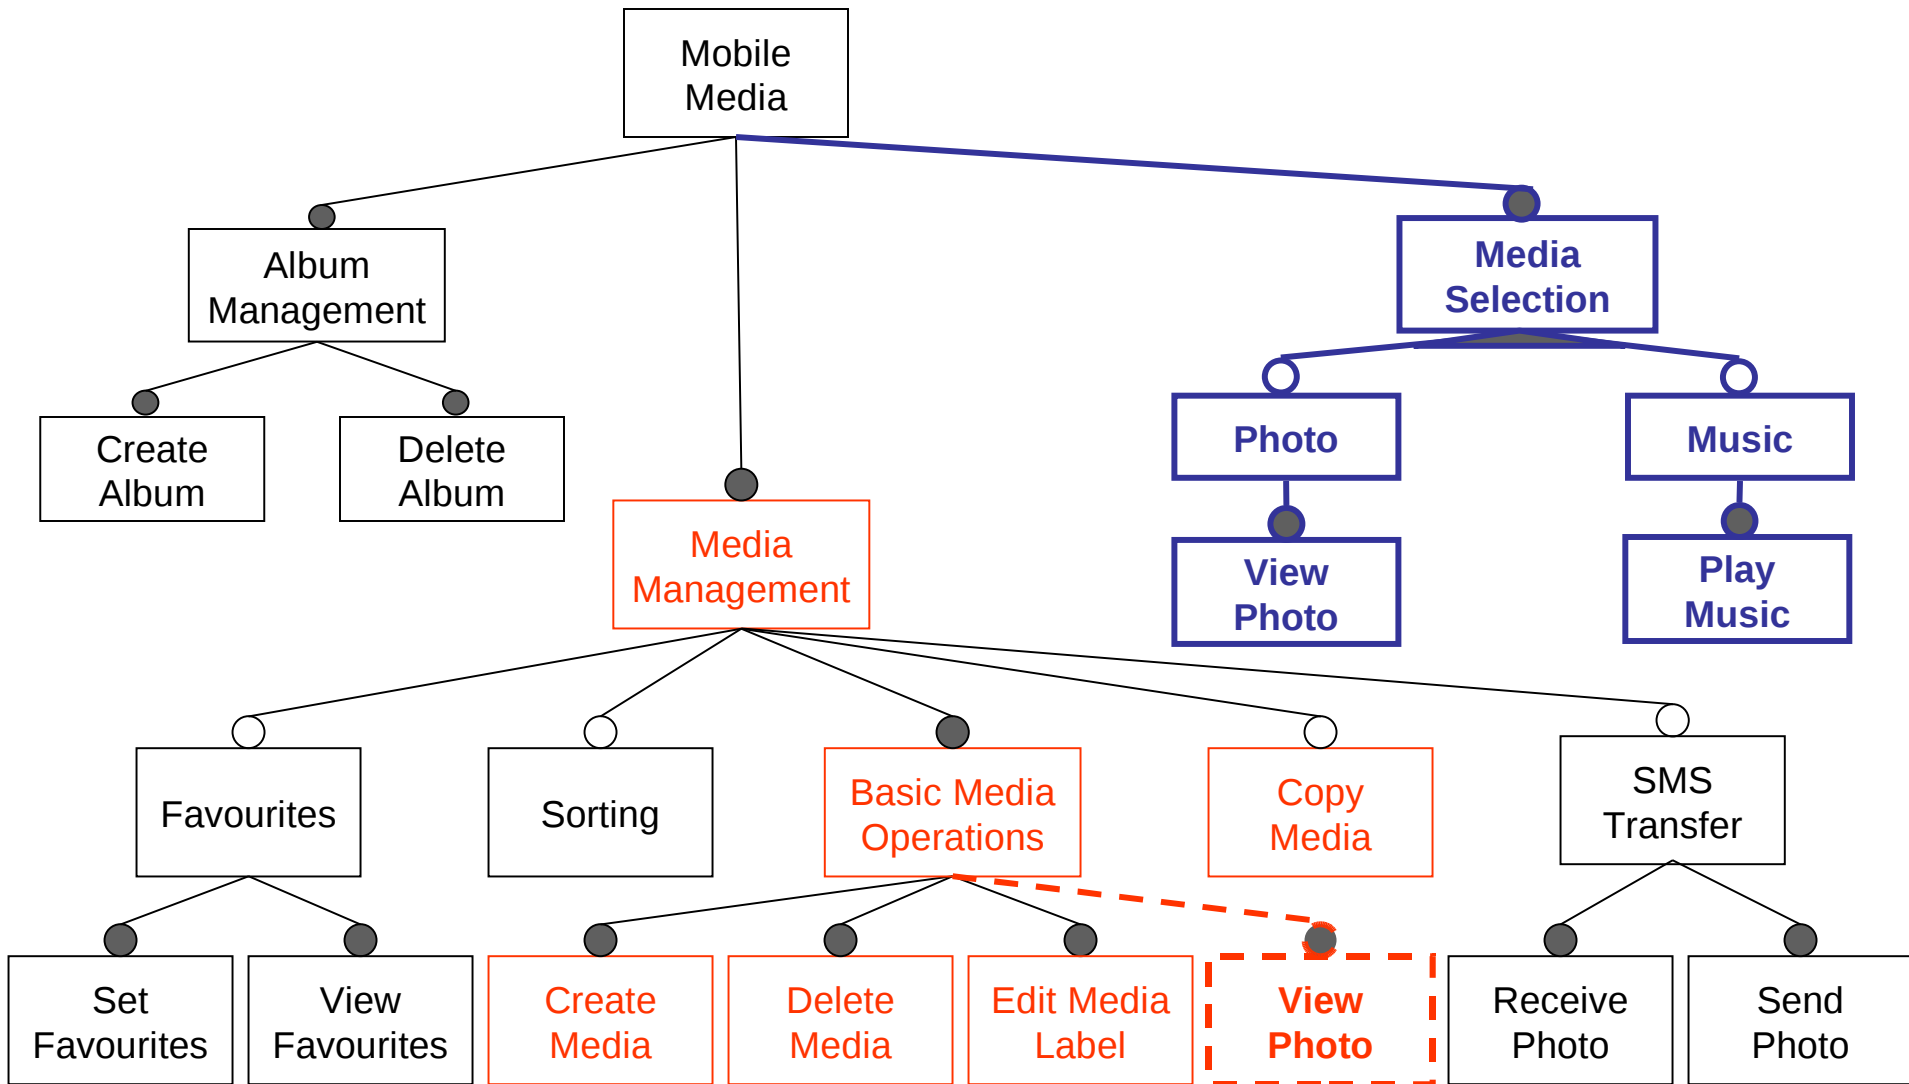 Mobile
Media
Album
Management
Media
Selection
Create
Album
Delete
Album
Photo
Music
Media
Management
View
Photo
Play
Music
Favourites
Sorting
Basic Media
Operations
Copy
Media
SMS
Transfer
Set
Favourites
View
Favourites
Create
Media
Delete
Media
Edit Media
Label
View
Photo
Receive
Photo
Send
Photo